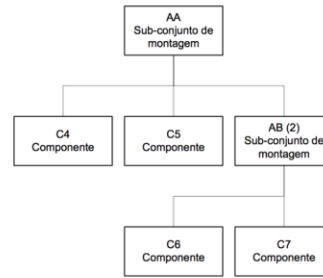 AA
Sub-conjunto de
montagem
C4
Componente
C5
Componente
AB (2)
Sub-conjunto de
montagem
C6
Componente
C7
Componente